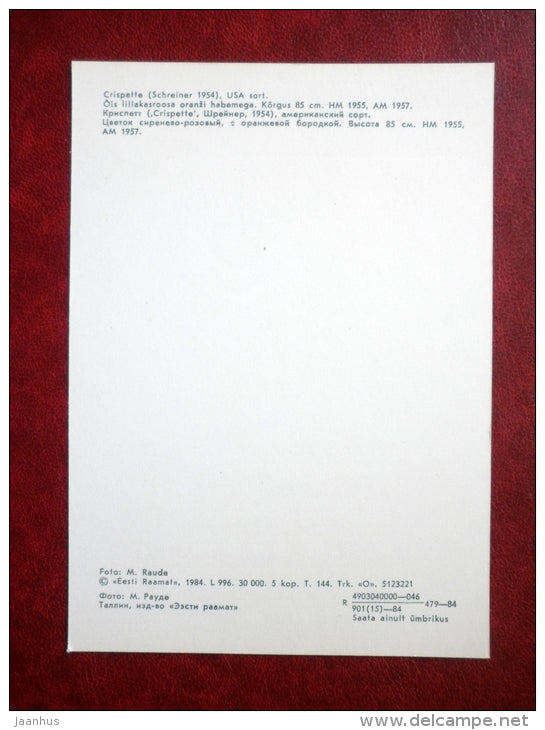 Crispette (Schreiner 1954), USA sort.
Õis lillakasroosa oranži habemega. Kõrgus 85 cm. HM 1955, AM 1957.
Криспетт (,Crispette', Шрейнер, 1954), американский сорт.
Цветок сиренево-розовый, с оранжевой бородкой. Высота 85 см. HM 1955,
AM 1957.
Foto: M. Raude
© «Eesti Raamat», 1984. L 996. 30 000. 5 kop. T. 144. Trk. «O». 5123221
Фото: М. Рауде
Таллин, изд-во «Ээсти раамат»
R 4903040000—046
901(15)—84 479—84
Saata ainult ümbrikus
jaanhus
www.delcampe.net